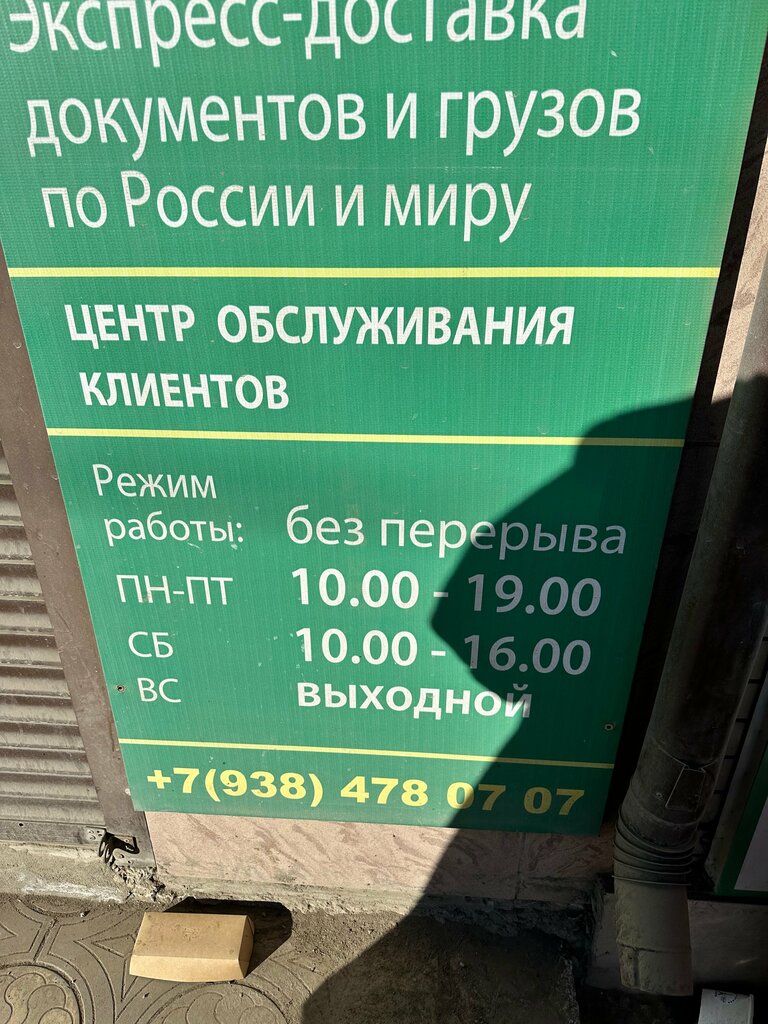 Экспресс-доставка
документов и грузов
по России и миру
ЦЕНТР ОБСЛУЖИВАНИЯ
КЛИЕНТОВ
Режим
работы: без перерыва
ПН-ПТ 10.00 - 19.00
СБ 10.00 - 16.00
ВС ВЫХОДНОЙ
+7(938) 478 07 07